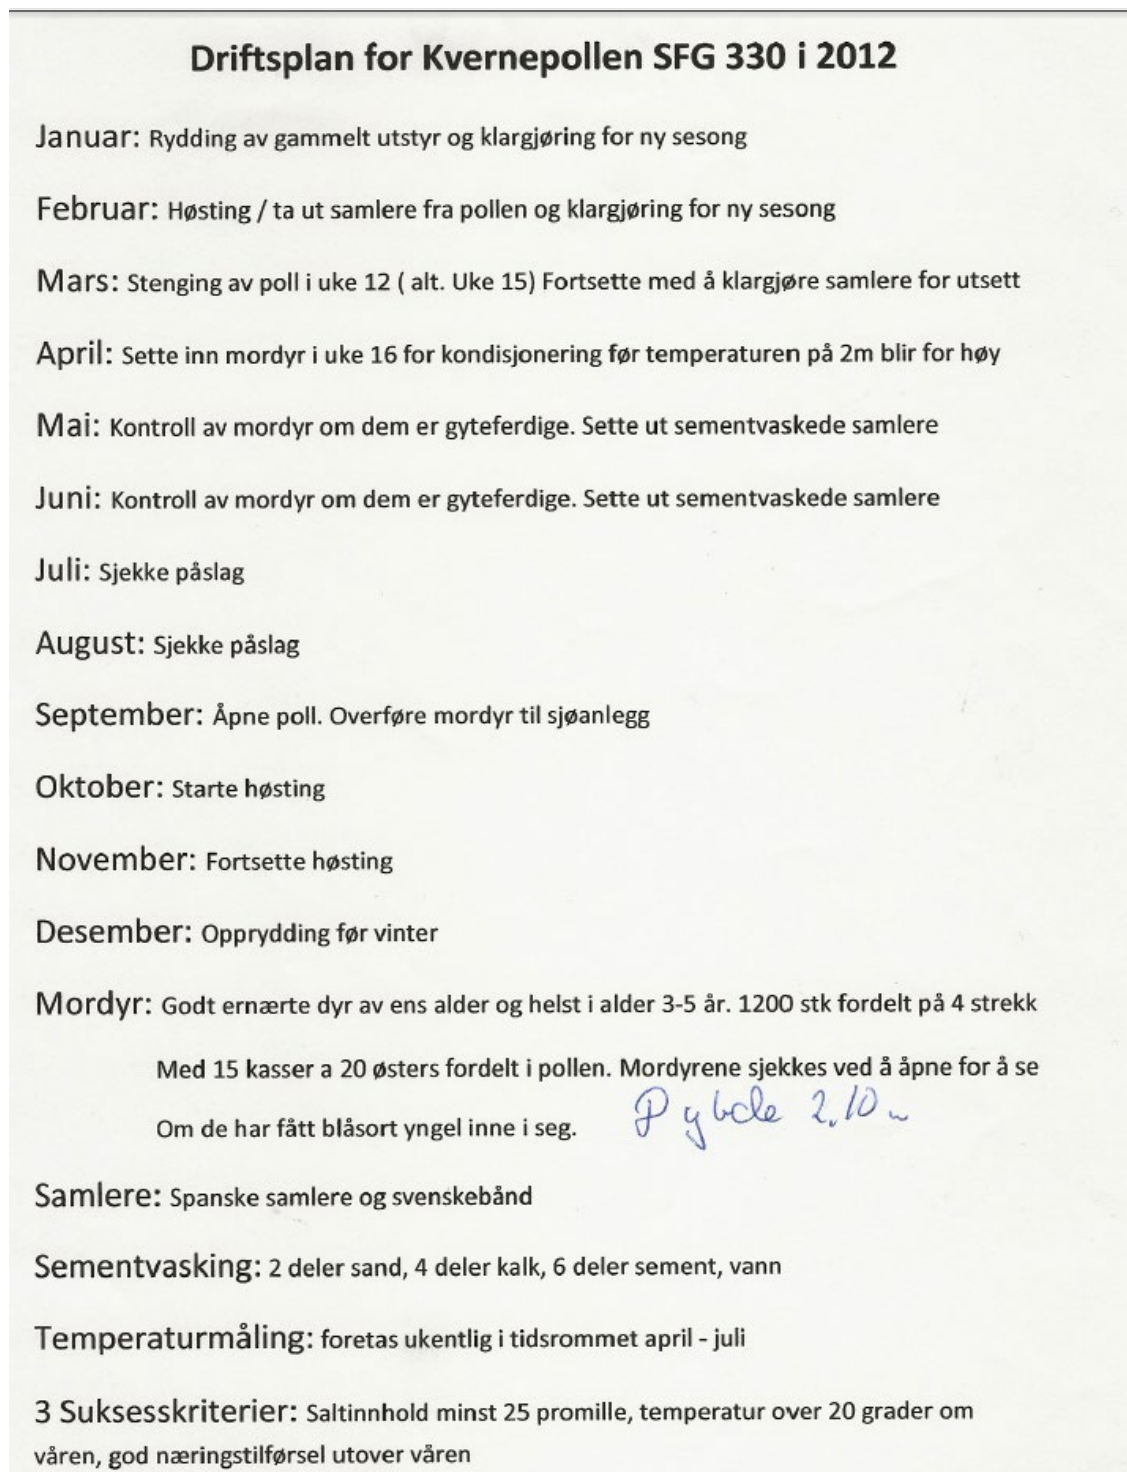 Driftsplan for Kvernepollen SFG 330 i 2012
Januar: Rydding av gammelt utstyr og klargjøring for ny sesong
Februar: Høsting / ta ut samlere fra pollen og klargjøring for ny sesong
Mars: Stenging av poll i uke 12 ( alt. Uke 15) Fortsette med å klargjøre samlere for utsett
April: Sette inn mordyr i uke 16 for kondisjonering før temperaturen på 2m blir for høy
Mai: Kontroll av mordyr om dem er gyteferdige. Sette ut sementvaskede samlere
Juni: Kontroll av mordyr om dem er gyteferdige. Sette ut sementvaskede samlere
Juli: Sjekke påslag
August: Sjekke påslag
September: Åpne poll. Overføre mordyr til sjøanlegg
Oktober: Starte høsting
November: Fortsette høsting
Desember: Opprydding før vinter
Mordyr: Godt ernærte dyr av ens alder og helst i alder 3-5 år. 1200 stk fordelt på 4 strekk
Med 15 kasser a 20 østers fordelt i pollen. Mordyrene sjekkes ved å åpne for å se
Om de har fått blåsort yngel inne i seg. 2.10 m
Samlere: Spanske samlere og svenskebånd
Sementvasking: 2 deler sand, 4 deler kalk, 6 deler sement, vann
Temperaturmåling: foretas ukentlig i tidsrommet april - juli
3 Suksesskriterier: Saltinnhold minst 25 promille, temperatur over 20 grader om
våren, god næringstilførsel utover våren